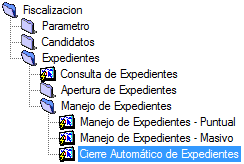 Fiscalizacion
Parametro
Candidatos
Expedientes
Consulta de Expedientes
Apertura de Expedientes
Manejo de Expedientes
Manejo de Expedientes - Puntual
Manejo de Expedientes - Masivo
Cierre Automático de Expedientes